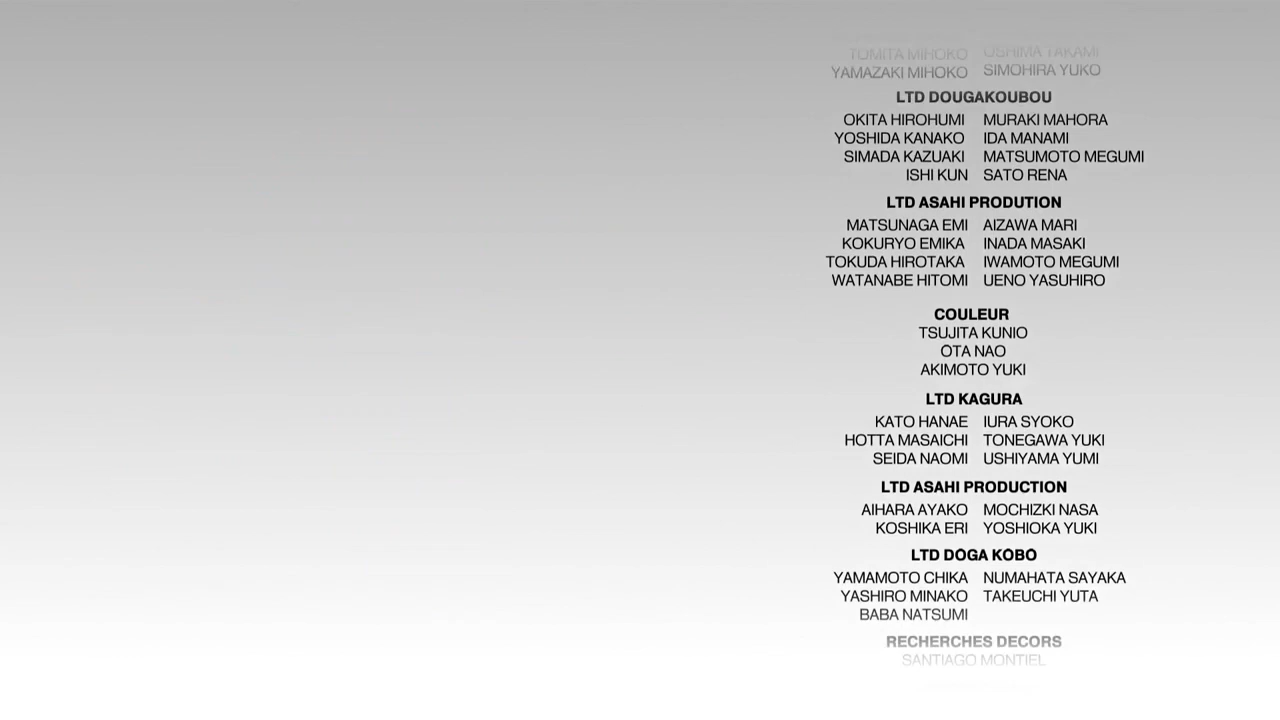 TOMITA MIHOKO OSHIMA TAKAMI
YAMAZAKI MIHOKO SIMOHIRA YUKO
LTD DOUGAKOUBOU
OKITA HIROHUMI MURAKI MAHORA
YOSHIDA KANAKO IDA MANAMI
SIMADA KAZUAKI MATSUMOTO MEGUMI
ISHI KUN SATO RENA
LTD ASAHI PRODUTION
MATSUNAGA EMI AIZAWA MARI
KOKURYO EMIKA INADA MASAKI
TOKUDA HIROTAKA IWAMOTO MEGUMI
WATANABE HITOMI UENO YASUHIRO
COULEUR
TSUJITA KUNIO
OTA NAO
AKIMOTO YUKI
LTD KAGURA
KATO HANAE IURA SYOKO
HOTTA MASAICHI TONEGAWA YUKI
SEIDA NAOMI USHIYAMA YUMI
LTD ASAHI PRODUCTION
AIHARA AYAKO MOCHIZKI NASA
KOSHIKA ERI YOSHIOKA YUKI
LTD DOGA KOBO
YAMAMOTO CHIKA NUMAHATA SAYAKA
YASHIRO MINAKO TAKEUCHI YUTA
BABA NATSUMI
RECHERCHES DECORS
SANTIAGO MONTIEL